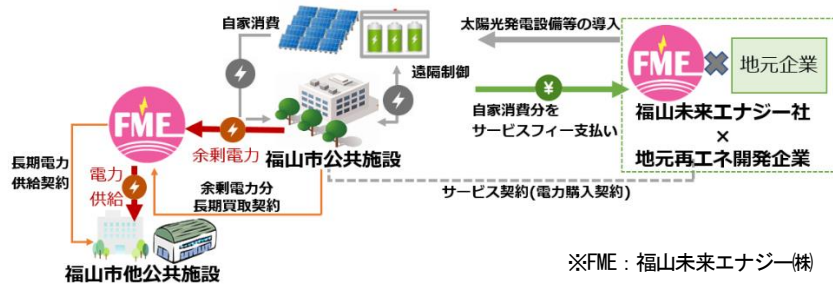 自家消費
太陽光発電設備等の導入
FME
地元企業
遠隔制御
¥
自家消費分を
サービスフィー支払い
福山未来エナジー社
×
地元再エネ開発企業
FME
余剰電力
福山市公共施設
長期電力
供給契約
電力
供給
余剰電力分
長期買取契約
サービス契約(電力購入契約)
福山市他公共施設
※FME：福山未来エナジー㈱